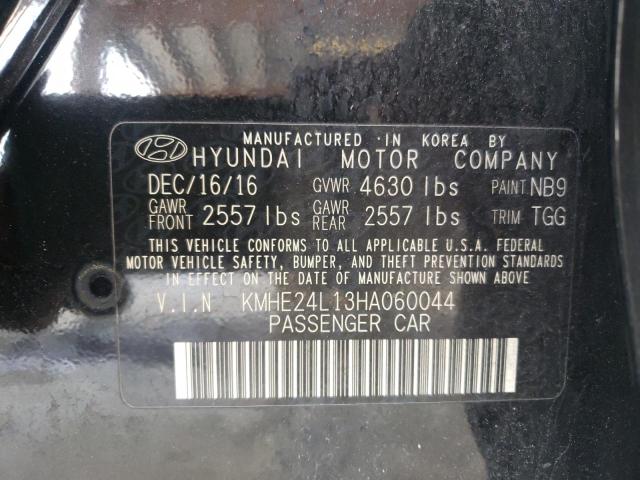 MANUFACTURED IN KOREA BY
HYUNDAI MOTOR COMPANY
DEC/16/16 GVWR 4630 lbs PAINT NB9
GAWR FRONT 2557 lbs GAWR REAR 2557 lbs TRIM TGG
THIS VEHICLE CONFORMS TO ALL APPLICABLE U.S.A. FEDERAL
MOTOR VEHICLE SAFETY, BUMPER, AND THEFT PREVENTION STANDARDS
IN EFFECT ON THE DATE OF MANUFACTURE SHOWN ABOVE.
V.I.N KMHE24L13HA060044
PASSENGER CAR